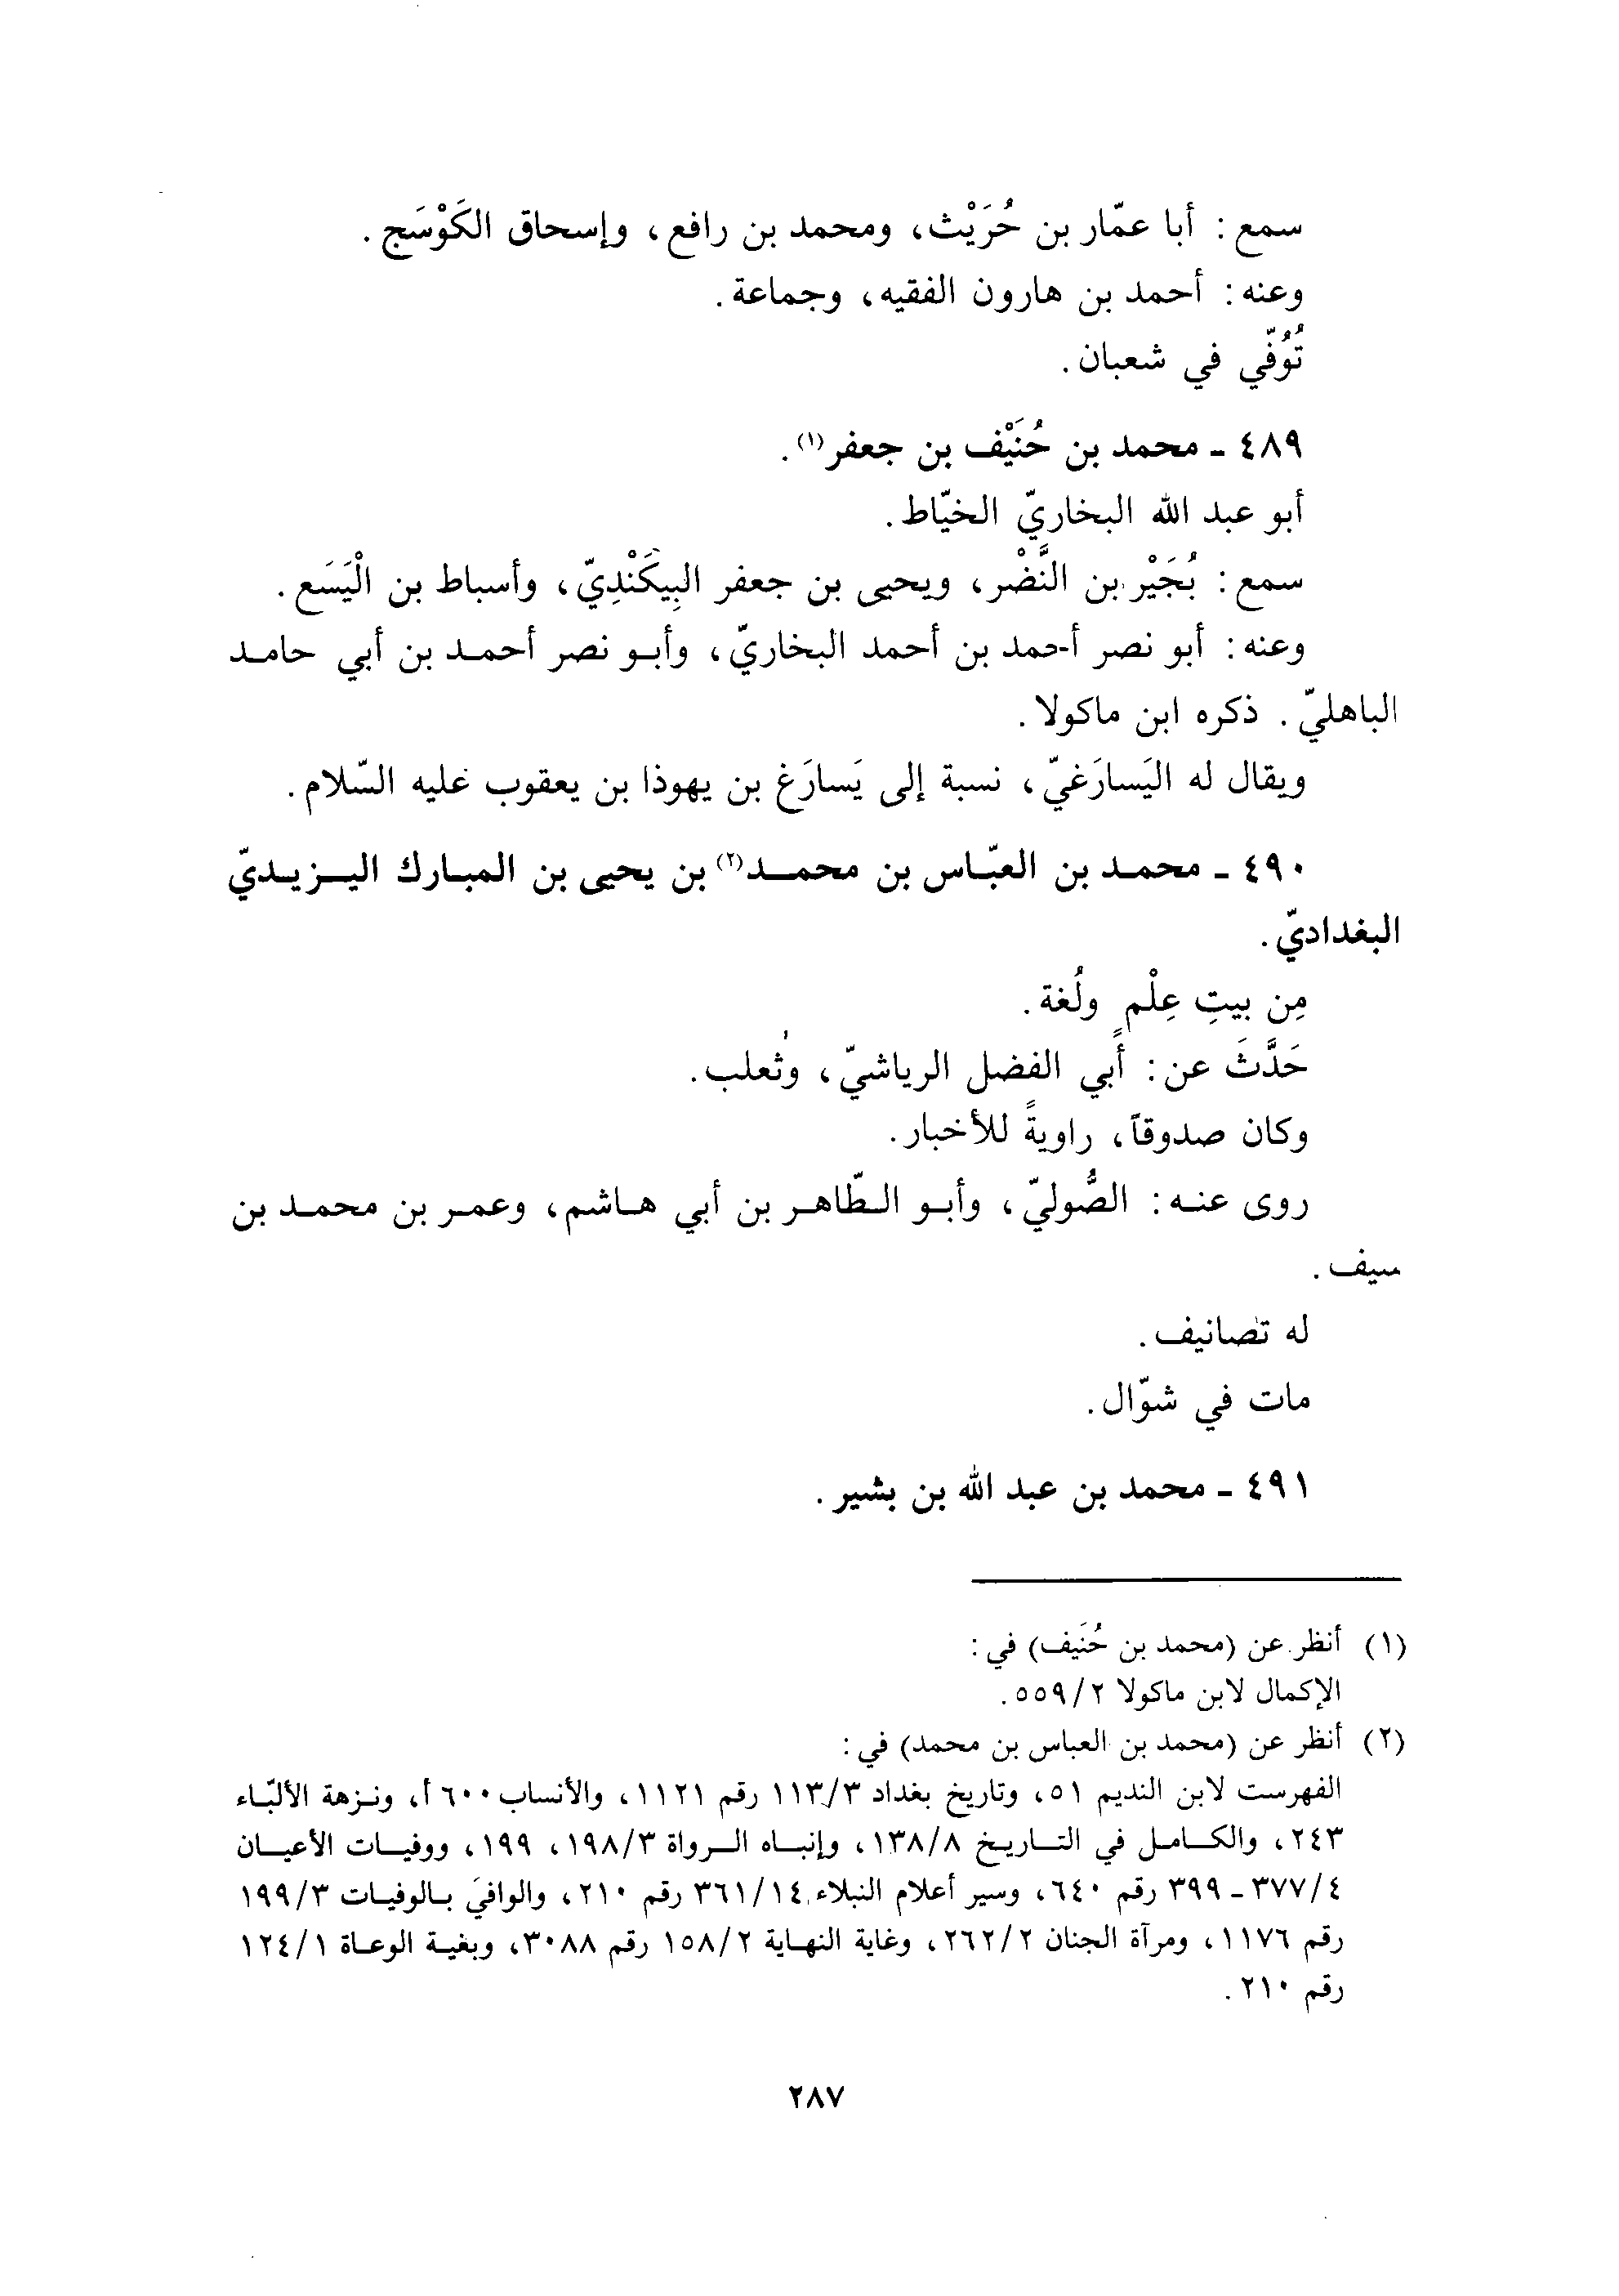 سمع: أبا عمّار بن حُرَيْث، ومحمد بن رافع، وإسحاق الكَوْسَج.
وعنه: أحمد بن هارون الفقيه، وجماعة.
تُوُفّي في شعبان.
٤٨٩ - محمد بن حُنَيْف بن جعفر(١).
أبو عبد الله البخاريّ الخيّاط.
سمع: بُجَيْر بن النَّضْر، ويحيى بن جعفر البِيكَنْدِيّ، وأسباط بن الْيَسَع.
وعنه: أبو نصر أحمد بن أحمد البخاريّ، وأبو نصر أحمد بن أبي حامد
الباهليّ. ذكره ابن ماكولا.
ويقال له اليَسارَغيّ، نسبة إلى يَسارَغ بن يهوذا بن يعقوب عليه السّلام.
٤٩٠ - محمد بن العبّاس بن محمد(٢) بن يحيى بن المبارك اليزيديّ
البغداديّ.
مِن بيتِ عِلْمٍ ولُغة.
حَدَّثَ عن: أبي الفضل الرياشيّ، وثعلب.
وكان صدوقاً، راويةً للأخبار.
روى عنه: الصُّوليّ، وأبو الطّاهر بن أبي هاشم، وعمر بن محمد بن
سيف.
له تصانيف.
مات في شوّال.
٤٩١ - محمد بن عبد الله بن بشير.
(١) أنظر عن (محمد بن حُنَيف) في:
الإكمال لابن ماكولا ٥٥٩/٢.
(٢) أنظر عن (محمد بن العباس بن محمد) في:
الفهرست لابن النديم ٥١، وتاريخ بغداد ١١٣/٣ رقم ١١٢١، والأنساب ٦٠٠ أ، ونزهة الألبّاء
٢٤٣، والكامل في التاريخ ١٣٨/٨، وإنباه الرواة ١٩٨/٣، ١٩٩، ووفيات الأعيان
٣٧٧/٤ - ٣٩٩ رقم ٦٤٠، وسير أعلام النبلاء ٣٦١/١٤ رقم ٢١٠، والوافي بالوفيات ١٩٩/٣
رقم ١١٧٦، ومرآة الجنان ٢٦٢/٢، وغاية النهاية ١٥٨/٢ رقم ٣٠٨٨، وبغية الوعاة ١٢٤/١
رقم ٢١٠.
٢٨٧